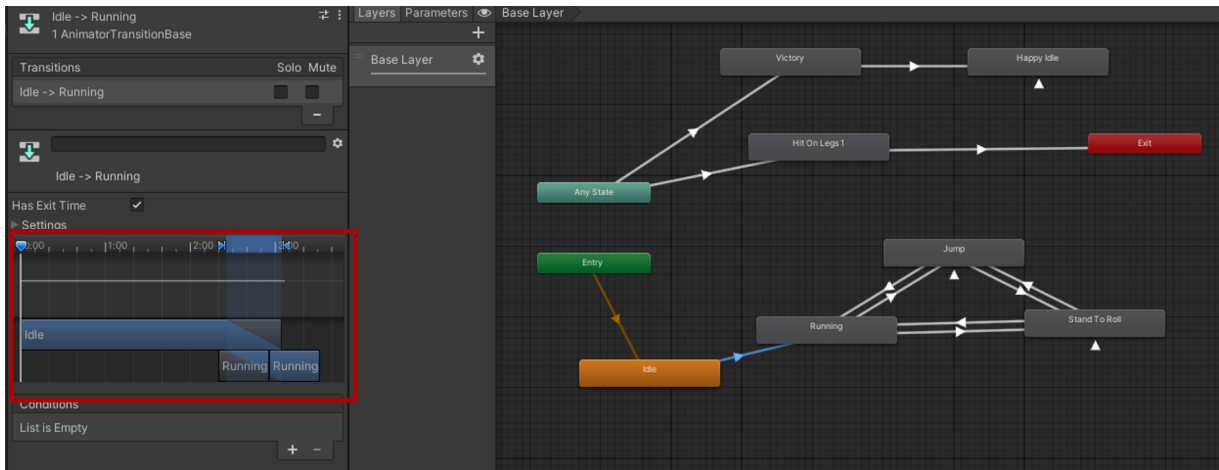 Idle -> Running
1 AnimatorTransitionBase
Transitions Solo Mute
Idle -> Running
Idle -> Running
Has Exit Time
Settings
1:00 2:00
Idle
Running Running
Conditions
List is Empty
Layers Parameters Base Layer
Base Layer
Victory
Happy Idle
Hit On Legs 1
Exit
Any State
Entry
Jump
Running
Stand To Roll
Idle